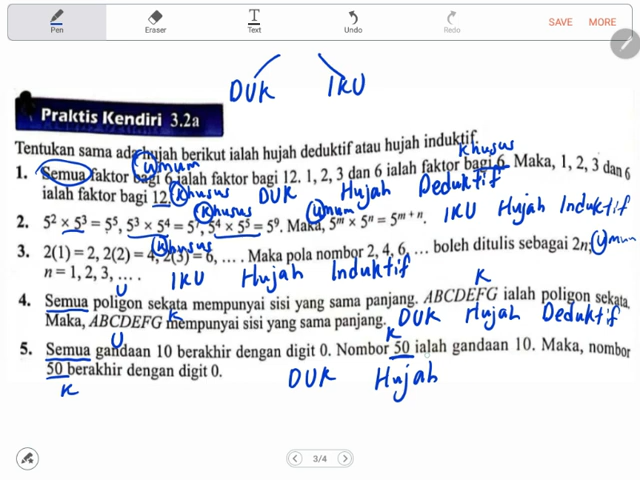 Pen
Eraser
Text
Undo
Redo
SAVE
MORE
DUK IKU
Praktis Kendiri 3.2a
Tentukan sama ada hujah berikut ialah hujah deduktif atau hujah induktif.
Umum Khusus
1. Semua faktor bagi 6 ialah faktor bagi 12. 1, 2, 3 dan 6 ialah faktor bagi 6. Maka, 1, 2, 3 dan 6
ialah faktor bagi 12. Khusus DUK Hujah Deduktif
Khusus Umum
2. 5² × 5³ = 5⁵, 5³ × 5⁴ = 5⁷, 5⁴ × 5⁵ = 5⁹. Maka, 5ᵐ × 5ⁿ = 5ᵐ ⁺ ⁿ. IKU Hujah Induktif
Khusus
3. 2(1) = 2, 2(2) = 4, 2(3) = 6, …. Maka pola nombor 2, 4, 6, … boleh ditulis sebagai 2n; Umum
n = 1, 2, 3, …. IKU Hujah Induktif
U K
4. Semua poligon sekata mempunyai sisi yang sama panjang. ABCDEFG ialah poligon sekata.
K
Maka, ABCDEFG mempunyai sisi yang sama panjang. DUK Hujah Deduktif
U K
5. Semua gandaan 10 berakhir dengan digit 0. Nombor 50 ialah gandaan 10. Maka, nombor
50 berakhir dengan digit 0. DUK Hujah
K
3/4